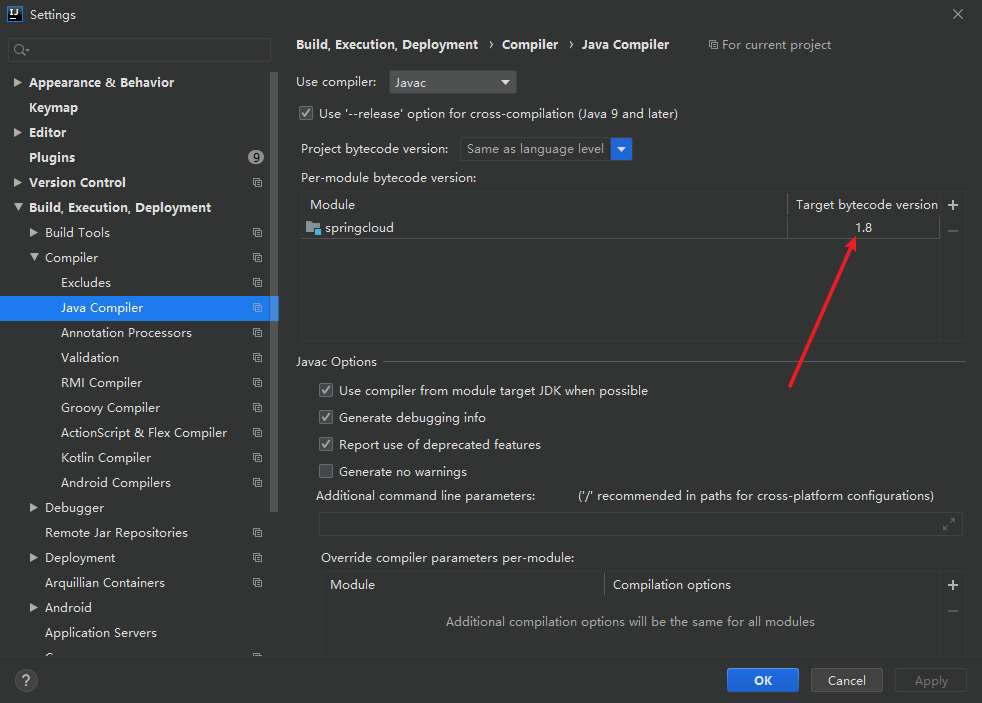 IJ Settings
Appearance & Behavior
Keymap
Editor
Plugins 9
Version Control
Build, Execution, Deployment
Build Tools
Compiler
Excludes
Java Compiler
Annotation Processors
Validation
RMI Compiler
Groovy Compiler
ActionScript & Flex Compiler
Kotlin Compiler
Android Compilers
Debugger
Remote Jar Repositories
Deployment
Arquillian Containers
Android
Application Servers
Build, Execution, Deployment › Compiler › Java Compiler For current project
Use compiler: Javac
Use '--release' option for cross-compilation (Java 9 and later)
Project bytecode version: Same as language level
Per-module bytecode version:
Module Target bytecode version
springcloud 1.8
Javac Options
Use compiler from module target JDK when possible
Generate debugging info
Report use of deprecated features
Generate no warnings
Additional command line parameters: ('/' recommended in paths for cross-platform configurations)
Override compiler parameters per-module:
Module Compilation options
Additional compilation options will be the same for all modules
? OK Cancel Apply